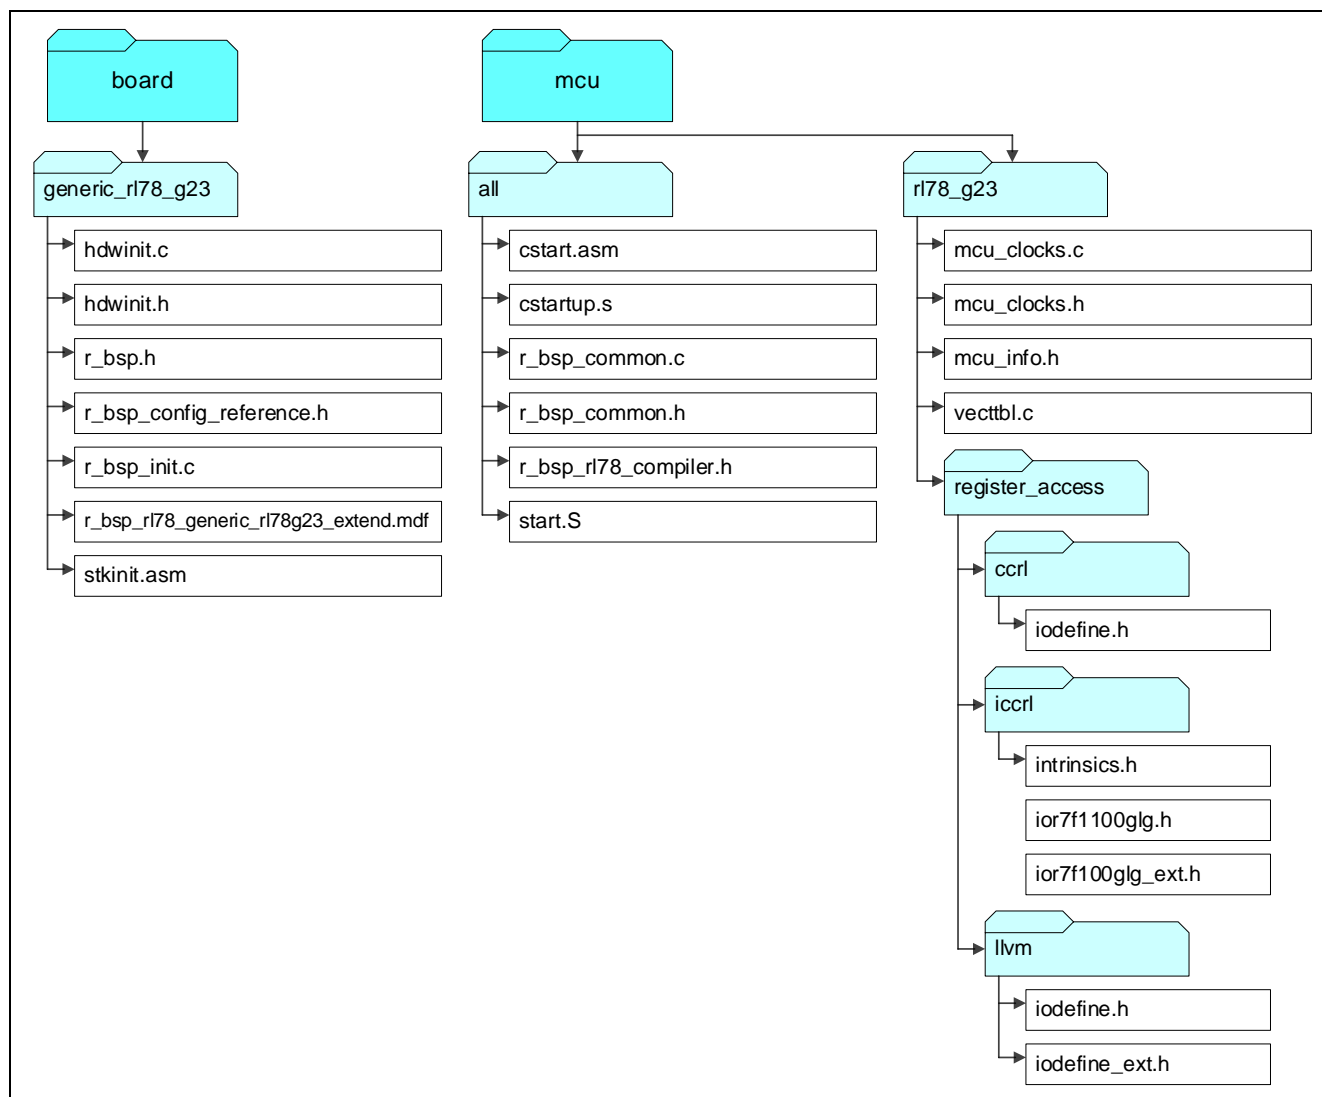 board
generic_rl78_g23
hdwinit.c
hdwinit.h
r_bsp.h
r_bsp_config_reference.h
r_bsp_init.c
r_bsp_rl78_generic_rl78g23_extend.mdf
stkinit.asm
mcu
all
cstart.asm
cstartup.s
r_bsp_common.c
r_bsp_common.h
r_bsp_rl78_compiler.h
start.S
rl78_g23
mcu_clocks.c
mcu_clocks.h
mcu_info.h
vecttbl.c
register_access
ccrl
iodefine.h
iccrl
intrinsics.h
ior7f1100glg.h
ior7f100glg_ext.h
llvm
iodefine.h
iodefine_ext.h